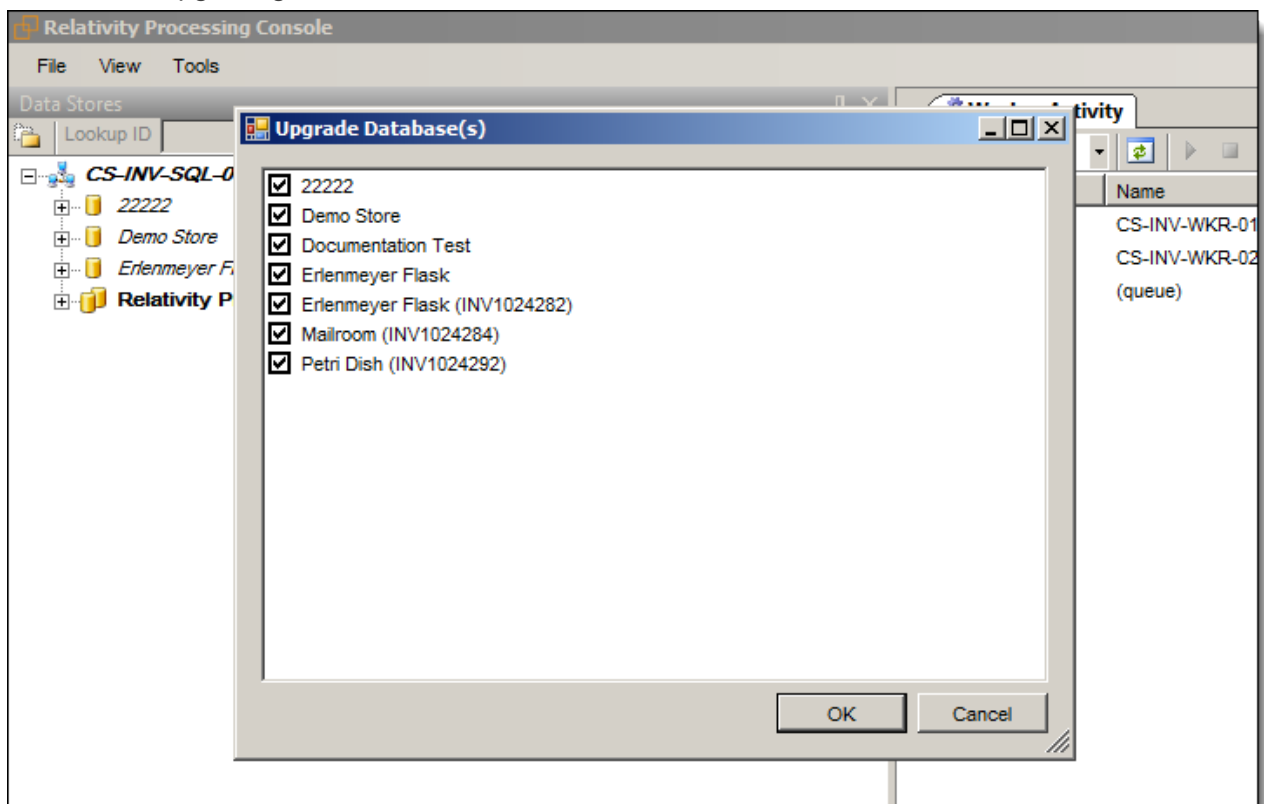 Relativity Processing Console
File View Tools
Data Stores
Lookup ID
CS-INV-SQL-0
22222
Demo Store
Erlenmeyer F
Relativity P
Upgrade Database(s)
22222
Demo Store
Documentation Test
Erlenmeyer Flask
Erlenmeyer Flask (INV1024282)
Mailroom (INV1024284)
Petri Dish (INV1024292)
OK Cancel
tivity
Name
CS-INV-WKR-01
CS-INV-WKR-02
(queue)